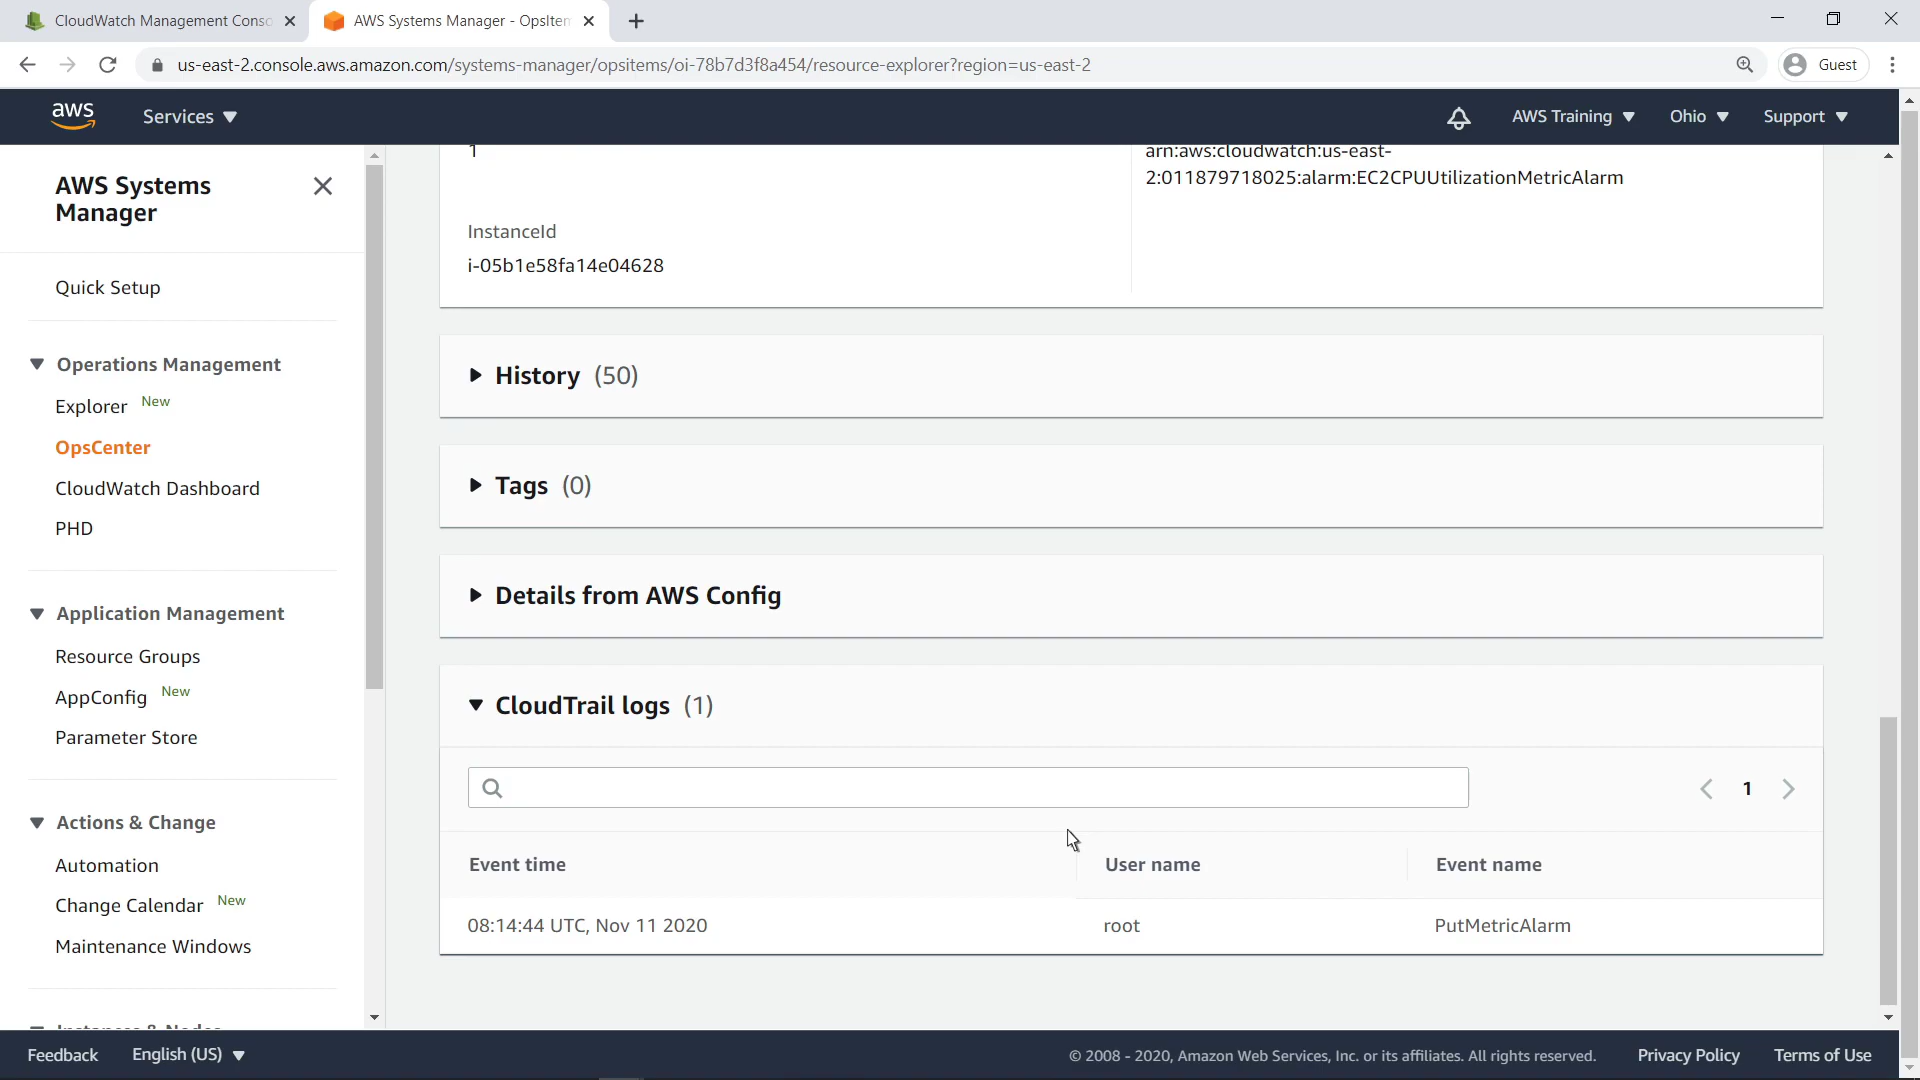 CloudWatch Management Conso
AWS Systems Manager - OpsItem
us-east-2.console.aws.amazon.com/systems-manager/opsitems/oi-78b7d3f8a454/resource-explorer?region=us-east-2
Guest
aws
Services
AWS Training
Ohio
Support
AWS Systems
Manager
Quick Setup
Operations Management
Explorer New
OpsCenter
CloudWatch Dashboard
PHD
Application Management
Resource Groups
AppConfig New
Parameter Store
Actions & Change
Automation
Change Calendar New
Maintenance Windows
Instances & Nodes
1
arn:aws:cloudwatch:us-east-
2:011879718025:alarm:EC2CPUUtilizationMetricAlarm
InstanceId
i-05b1e58fa14e04628
History (50)
Tags (0)
Details from AWS Config
CloudTrail logs (1)
1
Event time User name Event name
08:14:44 UTC, Nov 11 2020 root PutMetricAlarm
Feedback
English (US)
© 2008 - 2020, Amazon Web Services, Inc. or its affiliates. All rights reserved.
Privacy Policy
Terms of Use